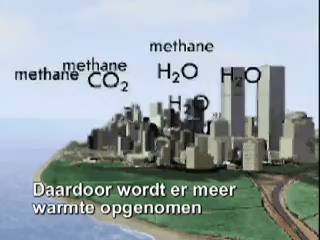 methane
methane methane
CO2 H2O H2O
H2O
Daardoor wordt er meer
warmte opgenomen